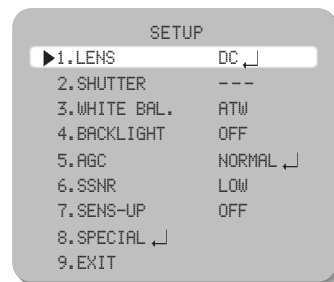 SETUP
▶1.LENS DC ↵
2.SHUTTER ---
3.WHITE BAL. ATW
4.BACKLIGHT OFF
5.AGC NORMAL ↵
6.SSNR LOW
7.SENS-UP OFF
8.SPECIAL ↵
9.EXIT